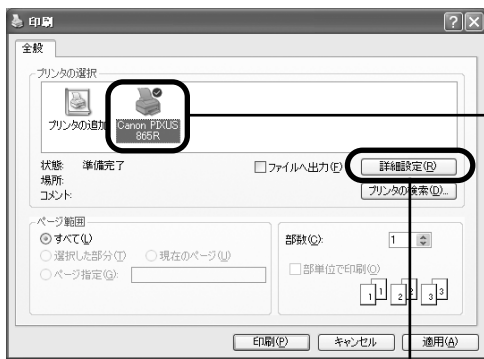 印刷
全般
プリンタの選択
プリンタの追加
Canon PIXUS
865R
状態: 準備完了
場所:
コメント:
ファイルへ出力(F)
詳細設定(R)
プリンタの検索(D)...
ページ範囲
すべて(L)
選択した部分(T) 現在のページ(U)
ページ指定(G):
部数(C): 1
部単位で印刷(O)
1 1 2 2 3 3
印刷(P) キャンセル 適用(A)